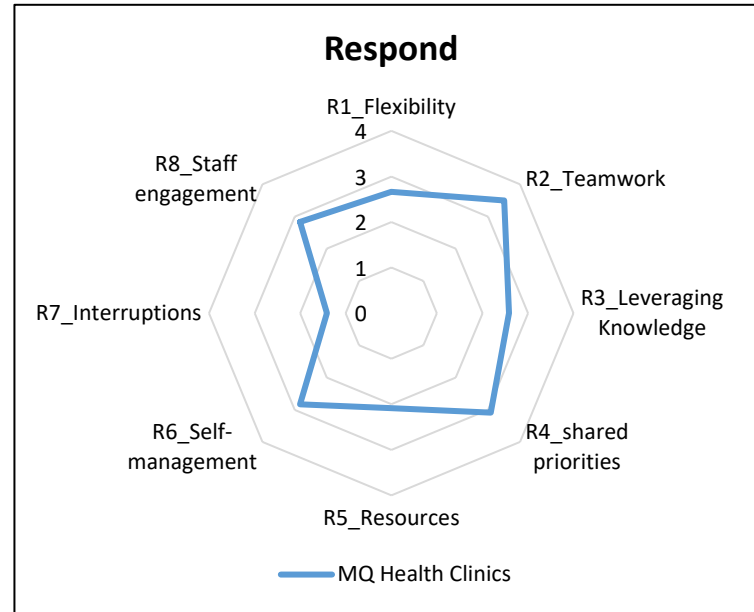 Respond
R1_Flexibility
4
R8_Staff
engagement
R2_Teamwork
3
2
1
R7_Interruptions
0
R3_Leveraging
Knowledge
R6_Self-
management
R4_shared
priorities
R5_Resources
MQ Health Clinics